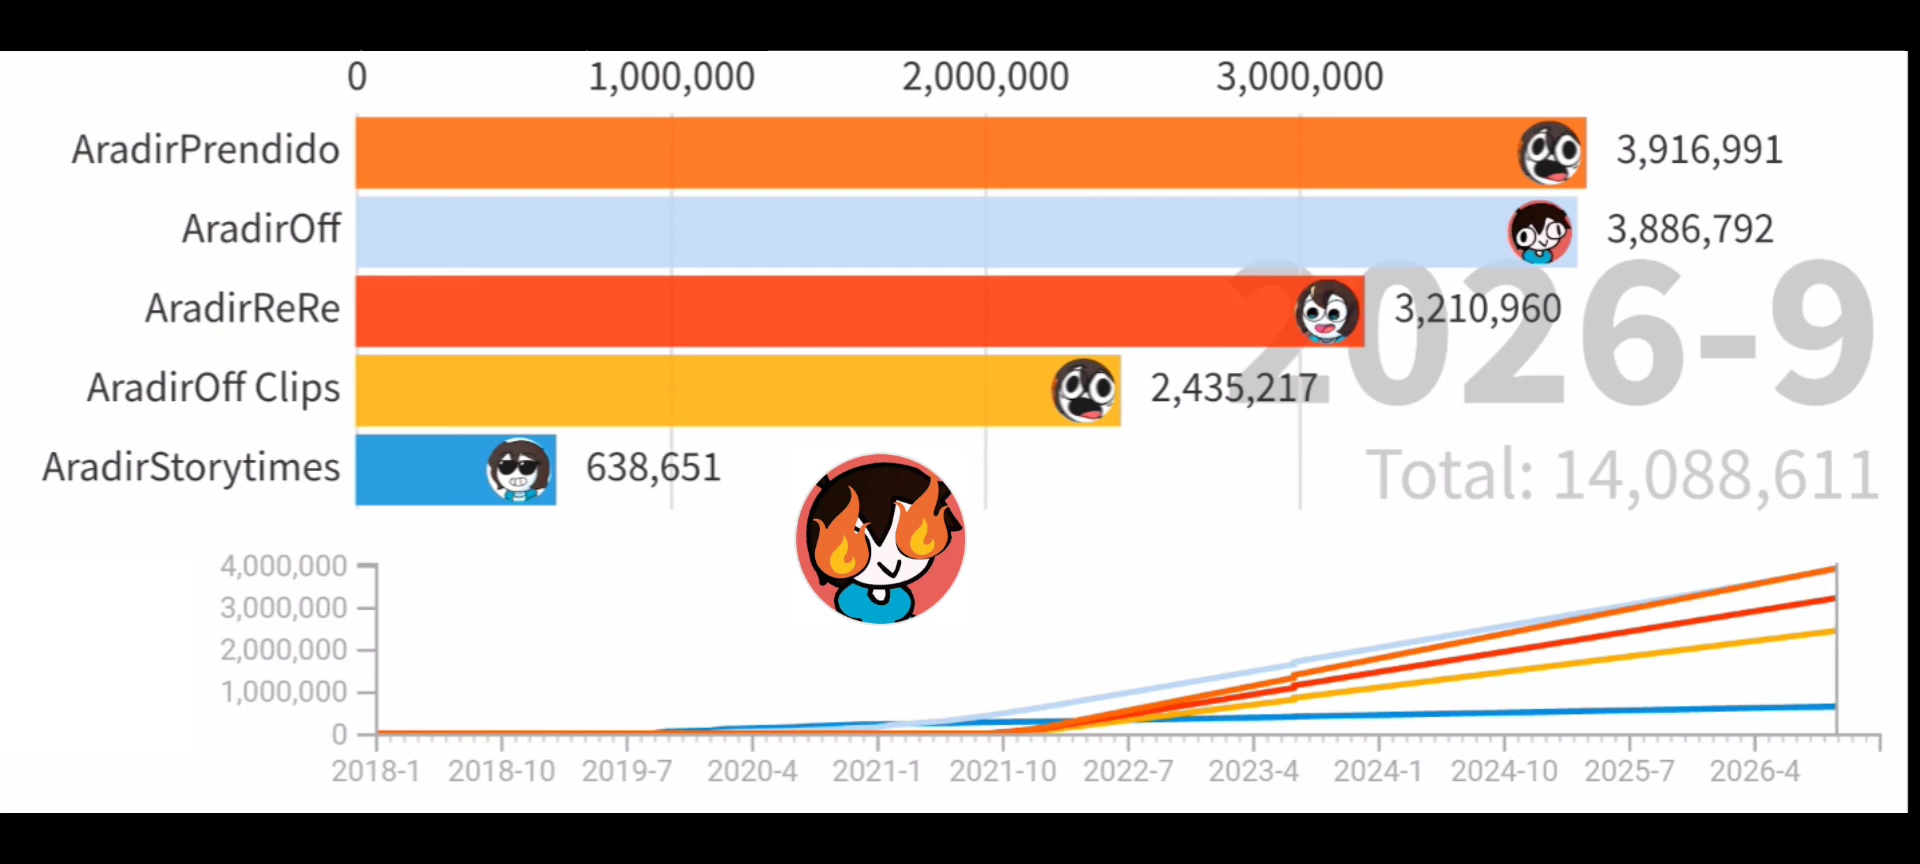 0 1,000,000 2,000,000 3,000,000
AradirPrendido 3,916,991
AradirOff 3,886,792
AradirReRe 3,210,960
AradirOff Clips 2,435,217
2026-9
AradirStorytimes 638,651
Total: 14,088,611
4,000,000
3,000,000
2,000,000
1,000,000
0
2018-1 2018-10 2019-7 2020-4 2021-1 2021-10 2022-7 2023-4 2024-1 2024-10 2025-7 2026-4